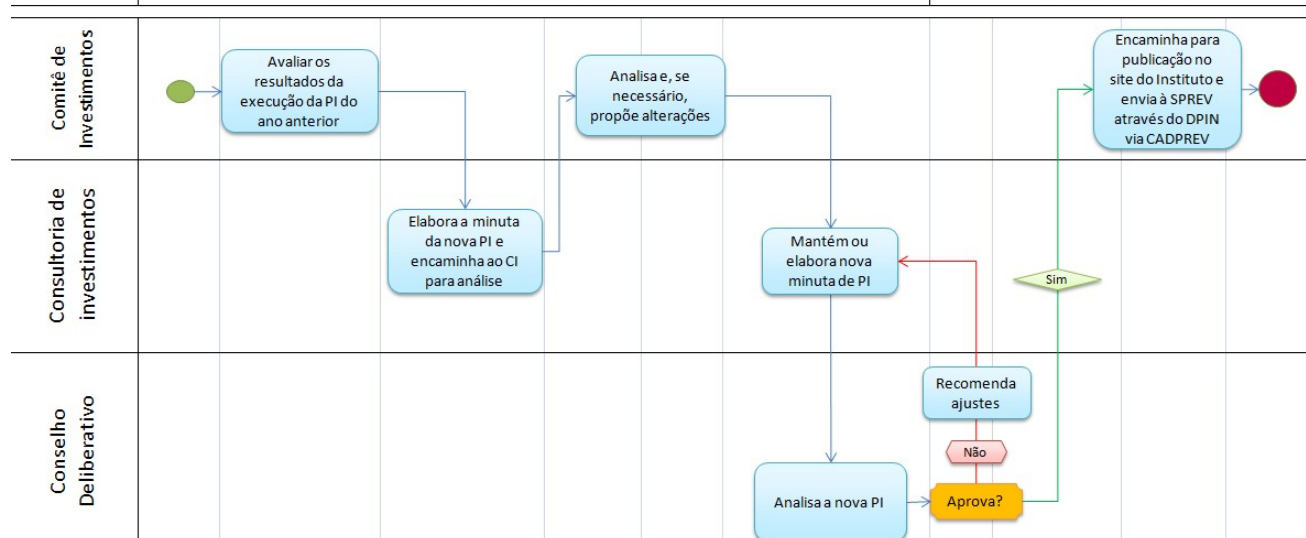 Comitê de
Investimentos
Avaliar os
resultados da
execução da PI do
ano anterior
Analisa e, se
necessário,
propõe alterações
Encaminha para
publicação no
site do Instituto e
envia à SPREV
através do DPIN
via CADPREV
Consultoria de
investimentos
Elabora a minuta
da nova PI e
encaminha ao CI
para análise
Mantém ou
elabora nova
minuta de PI
Sim
Conselho
Deliberativo
Recomenda
ajustes
Não
Analisa a nova PI
Aprova?